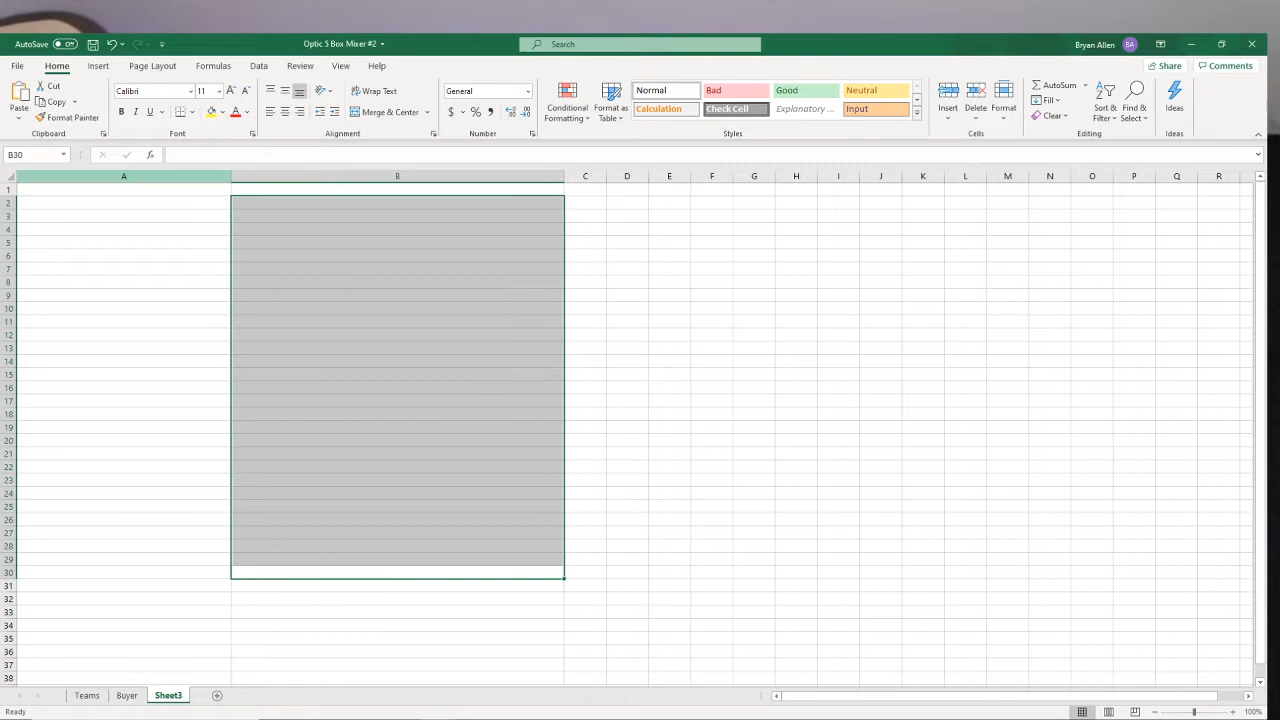 AutoSave Off Optic 5 Box Mixer #2 Search Bryan Allen BA
File Home Insert Page Layout Formulas Data Review View Help Share Comments
Paste Cut Copy Format Painter Clipboard
Calibri 11 A A B I U A Font
Wrap Text Merge & Center Alignment
General $ % , Number
Conditional Formatting Format as Table
Normal Bad Good Neutral
Calculation Check Cell Explanatory ... Input
Styles
Insert Delete Format Cells
AutoSum Fill Clear Sort & Filter Find & Select Editing
Ideas Ideas
B30 fx
A B C D E F G H I J K L M N O P Q R
1
2
3
4
5
6
7
8
9
10
11
12
13
14
15
16
17
18
19
20
21
22
23
24
25
26
27
28
29
30
31
32
33
34
35
36
37
38
Teams Buyer Sheet3
Ready 100%